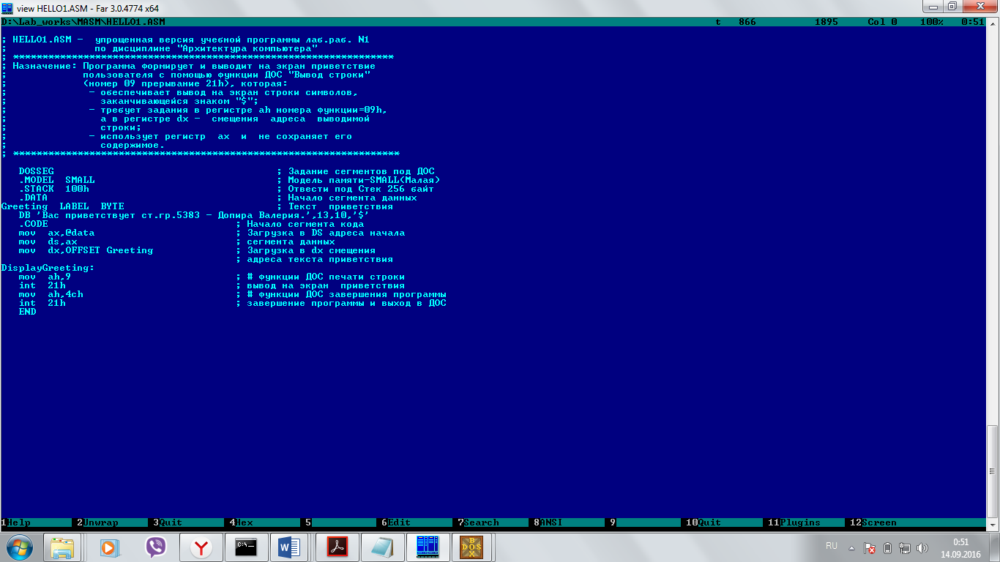 view HELLO1.ASM - Far 3.0.4774 x64
D:\Lab_works\MASM\HELLO1.ASM t 866 1895 Col 0 100% 0:51
; HELLO1.ASM - упрощенная версия учебной программы лаб.раб. N1
; по дисциплине "Архитектура компьютера"
; *****************************************************************
; Назначение: Программа формирует и выводит на экран приветствие
; пользователя с помощью функции ДОС "Вывод строки"
; (номер 09 прерывание 21h), которая:
; - обеспечивает вывод на экран строки символов,
; заканчивающейся знаком "$";
; - требует задания в регистре ah номера функции=09h,
; а в регистре dx - смещения адреса выводимой
; строки;
; - использует регистр ax и не сохраняет его
; содержимое.
; ******************************************************************
DOSSEG ; Задание сегментов под ДОС
.MODEL SMALL ; Модель памяти-SMALL(Малая)
.STACK 100h ; Отвести под Стек 256 байт
.DATA ; Начало сегмента данных
Greeting LABEL BYTE ; Текст приветствия
DB 'Вас приветствует ст.гр.5383 - Допира Валерия.',13,10,'$'
.CODE ; Начало сегмента кода
mov ax,@data ; Загрузка в DS адреса начала
mov ds,ax ; сегмента данных
mov dx,OFFSET Greeting ; Загрузка в dx смещения
; адреса текста приветствия
DisplayGreeting:
mov ah,9 ; # функции ДОС печати строки
int 21h ; вывод на экран приветствия
mov ah,4ch ; # функции ДОС завершения программы
int 21h ; завершение программы и выход в ДОС
END
1Help 2Unwrap 3Quit 4Hex 5 6Edit 7Search 8ANSI 9 10Quit 11Plugins 12Screen
C:\_
DOS
BOX
RU
0:51
14.09.2016